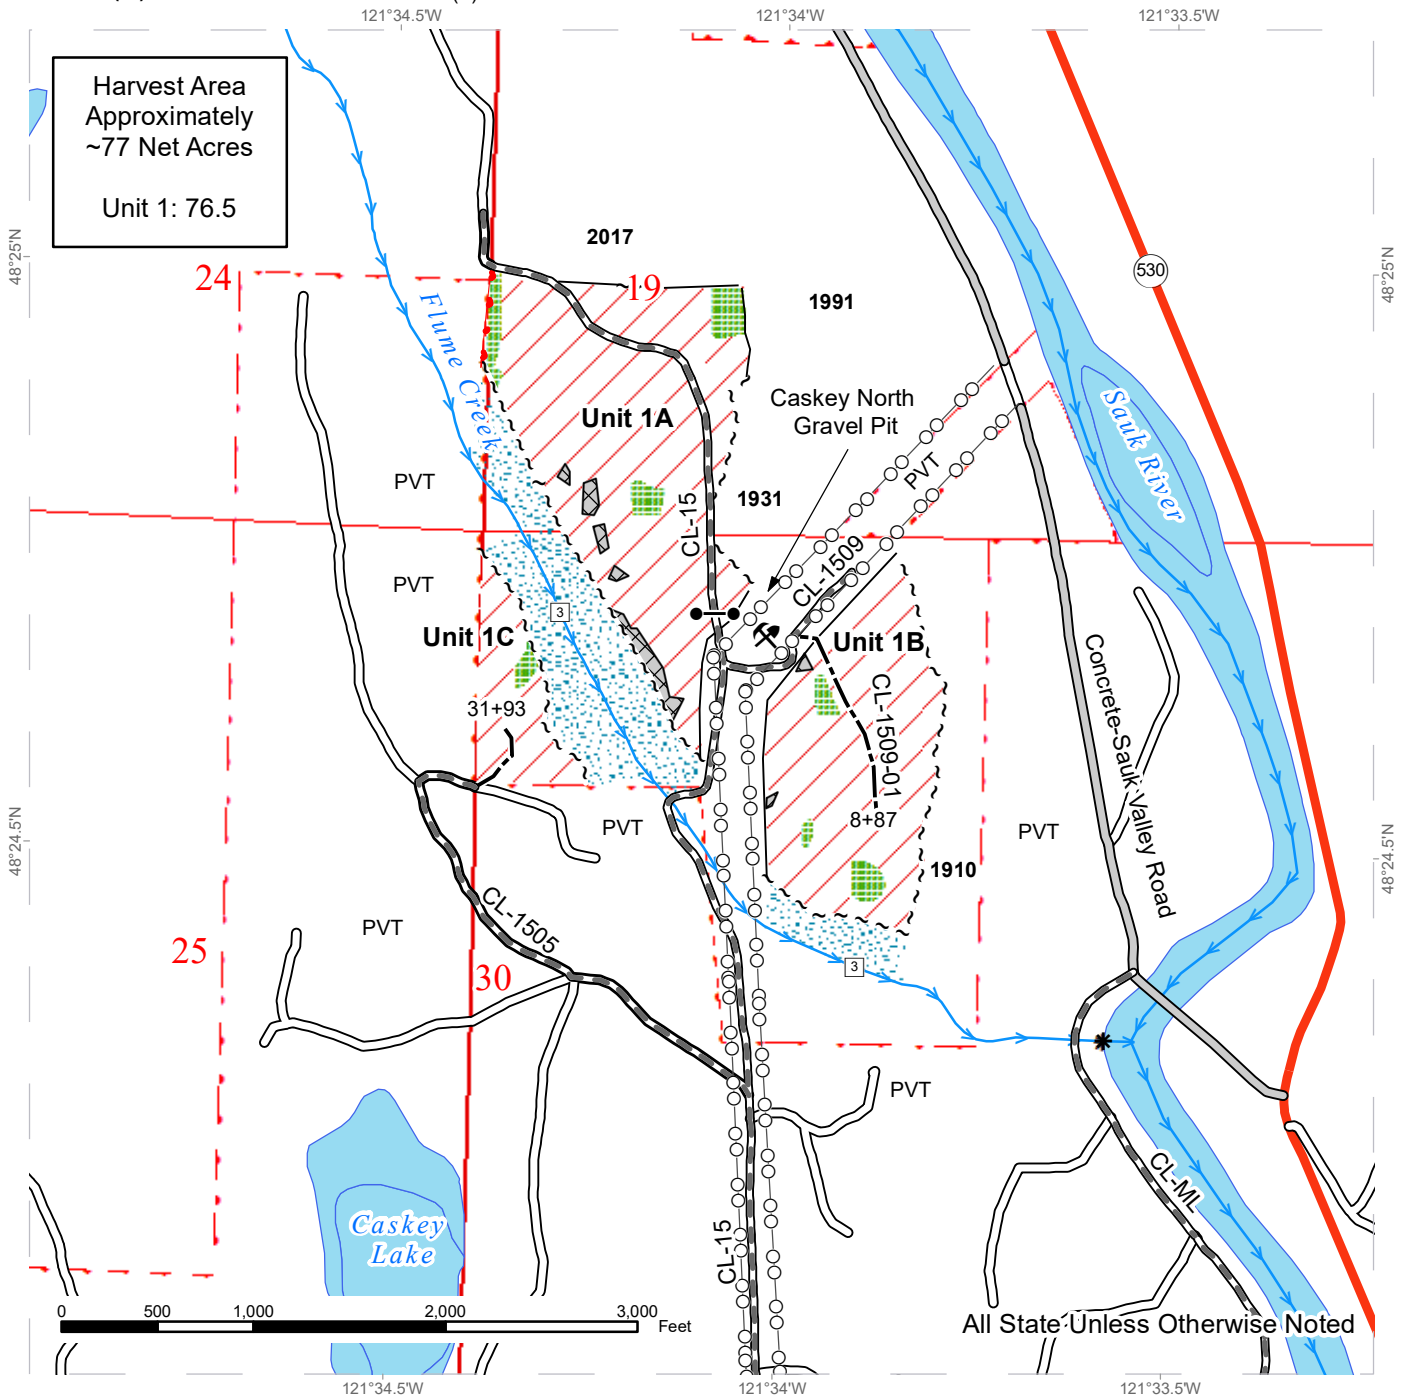 121°34.5'W
121°34'W
121°33.5'W
Harvest Area
Approximately
~77 Net Acres
Unit 1: 76.5
48°25'N
48°25'N
2017
530
24
19
1991
Flume Creek
Caskey North
Gravel Pit
Unit 1A
Sauk River
PVT
PVT
1931
CL-15
CL-1509
PVT
3
Unit 1C
Unit 1B
Concrete-Sauk Valley Road
31+93
CL-1509-01
8+87
PVT
PVT
48°24.5'N
48°24.5'N
1910
CL-1505
PVT
25
30
3
PVT
CL-ML
Caskey
Lake
CL-15
0 500 1,000 2,000 3,000
Feet
All State Unless Otherwise Noted
121°34.5'W
121°34'W
121°33.5'W